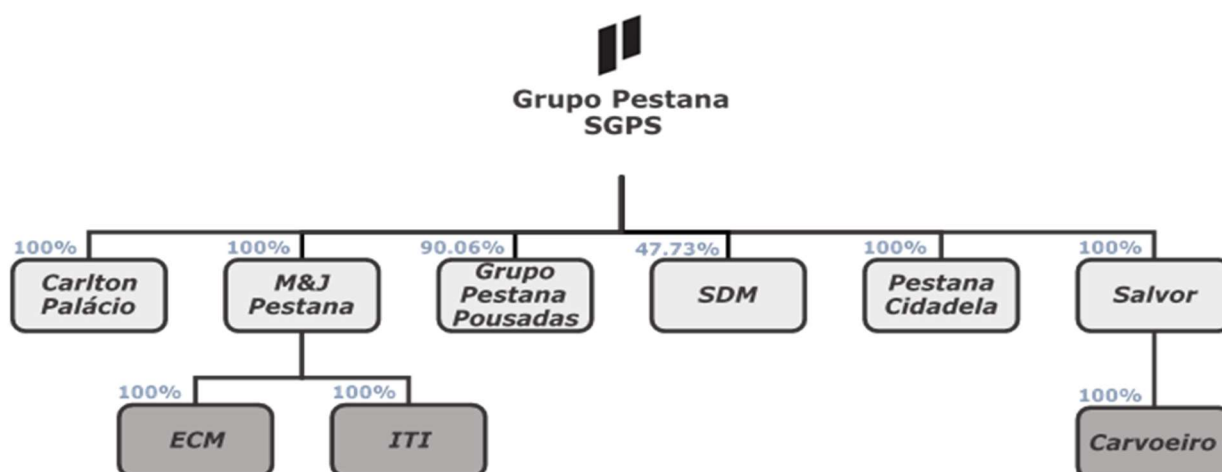 Grupo Pestana
SGPS
100%
100%
90.06%
47.73%
100%
100%
Carlton
Palácio
M&J
Pestana
Grupo
Pestana
Pousadas
SDM
Pestana
Cidadela
Salvor
100%
100%
100%
ECM
ITI
Carvoeiro